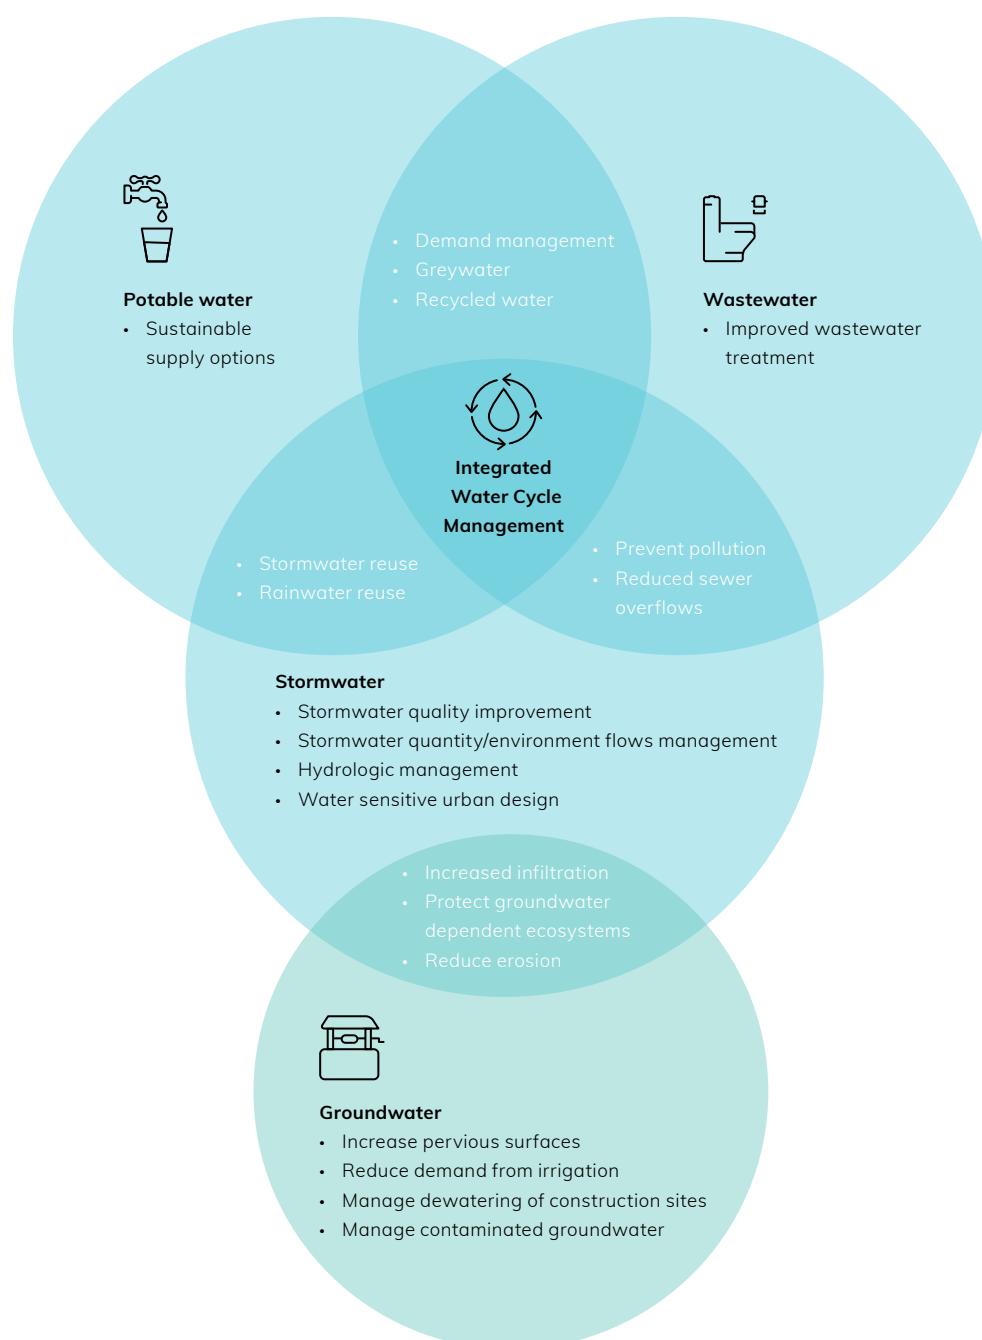 • Demand management
• Greywater
• Recycled water
Potable water
• Sustainable
supply options
Wastewater
• Improved wastewater
treatment
Integrated
Water Cycle
Management
• Stormwater reuse
• Rainwater reuse
• Prevent pollution
• Reduced sewer
overflows
Stormwater
• Stormwater quality improvement
• Stormwater quantity/environment flows management
• Hydrologic management
• Water sensitive urban design
• Increased infiltration
• Protect groundwater
dependent ecosystems
• Reduce erosion
Groundwater
• Increase pervious surfaces
• Reduce demand from irrigation
• Manage dewatering of construction sites
• Manage contaminated groundwater